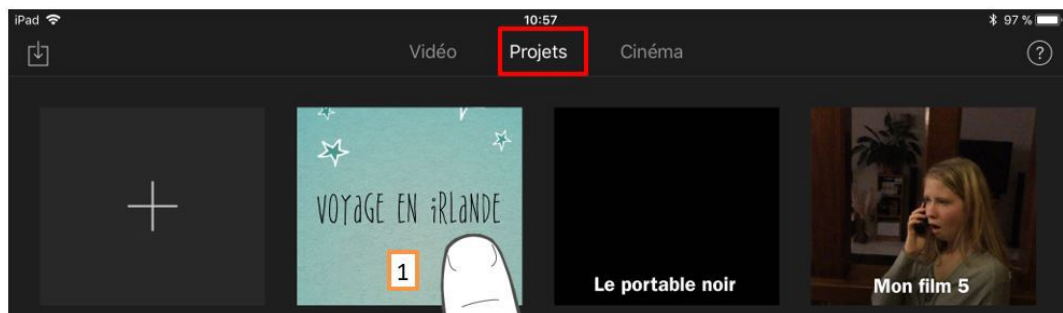 iPad 10:57 97 %
Vidéo Projets Cinéma ?
VOYAGE EN iRLANDE
1
Le portable noir
Mon film 5